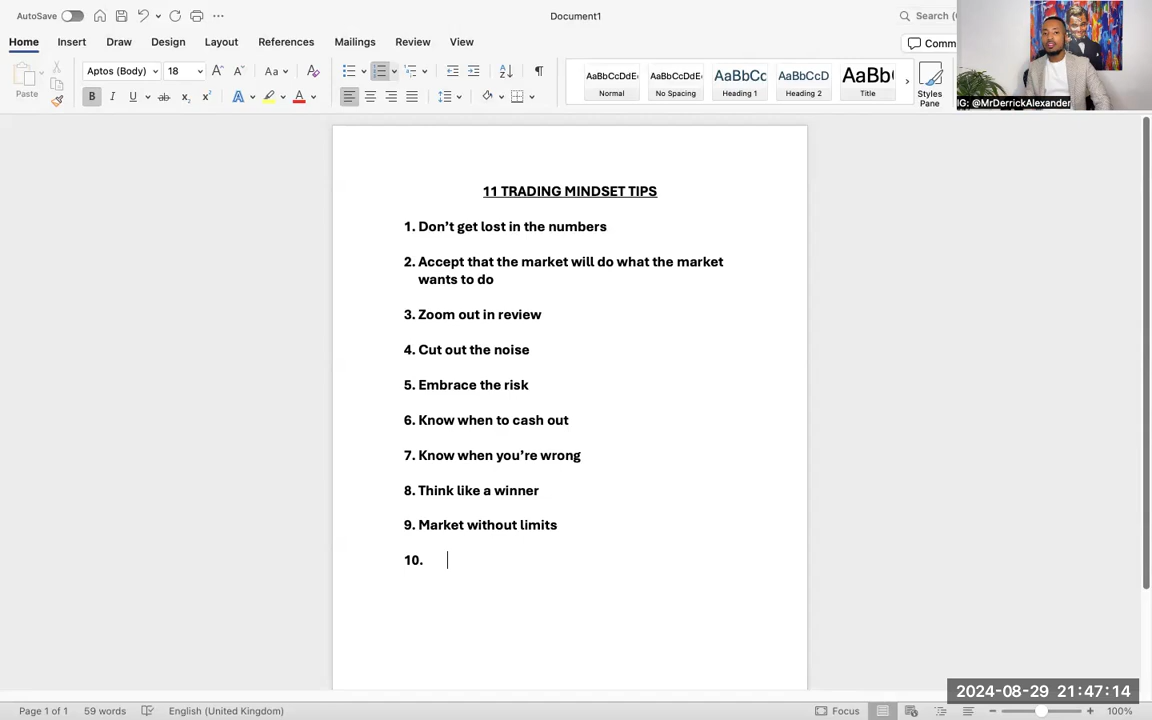 AutoSave
Document1
Search (
Home
Insert
Draw
Design
Layout
References
Mailings
Review
View
Comm
IG: @MrDerrickAlexander
Paste
Aptos (Body)
18
AaBbCcDdE
Normal
AaBbCcDdE
No Spacing
AaBbCc
Heading 1
AaBbCcD
Heading 2
AaBb
Title
Styles
Pane
11 TRADING MINDSET TIPS
1. Don’t get lost in the numbers
2. Accept that the market will do what the market
wants to do
3. Zoom out in review
4. Cut out the noise
5. Embrace the risk
6. Know when to cash out
7. Know when you’re wrong
8. Think like a winner
9. Market without limits
10.
2024-08-29 21:47:14
Page 1 of 1
59 words
English (United Kingdom)
Focus
100%